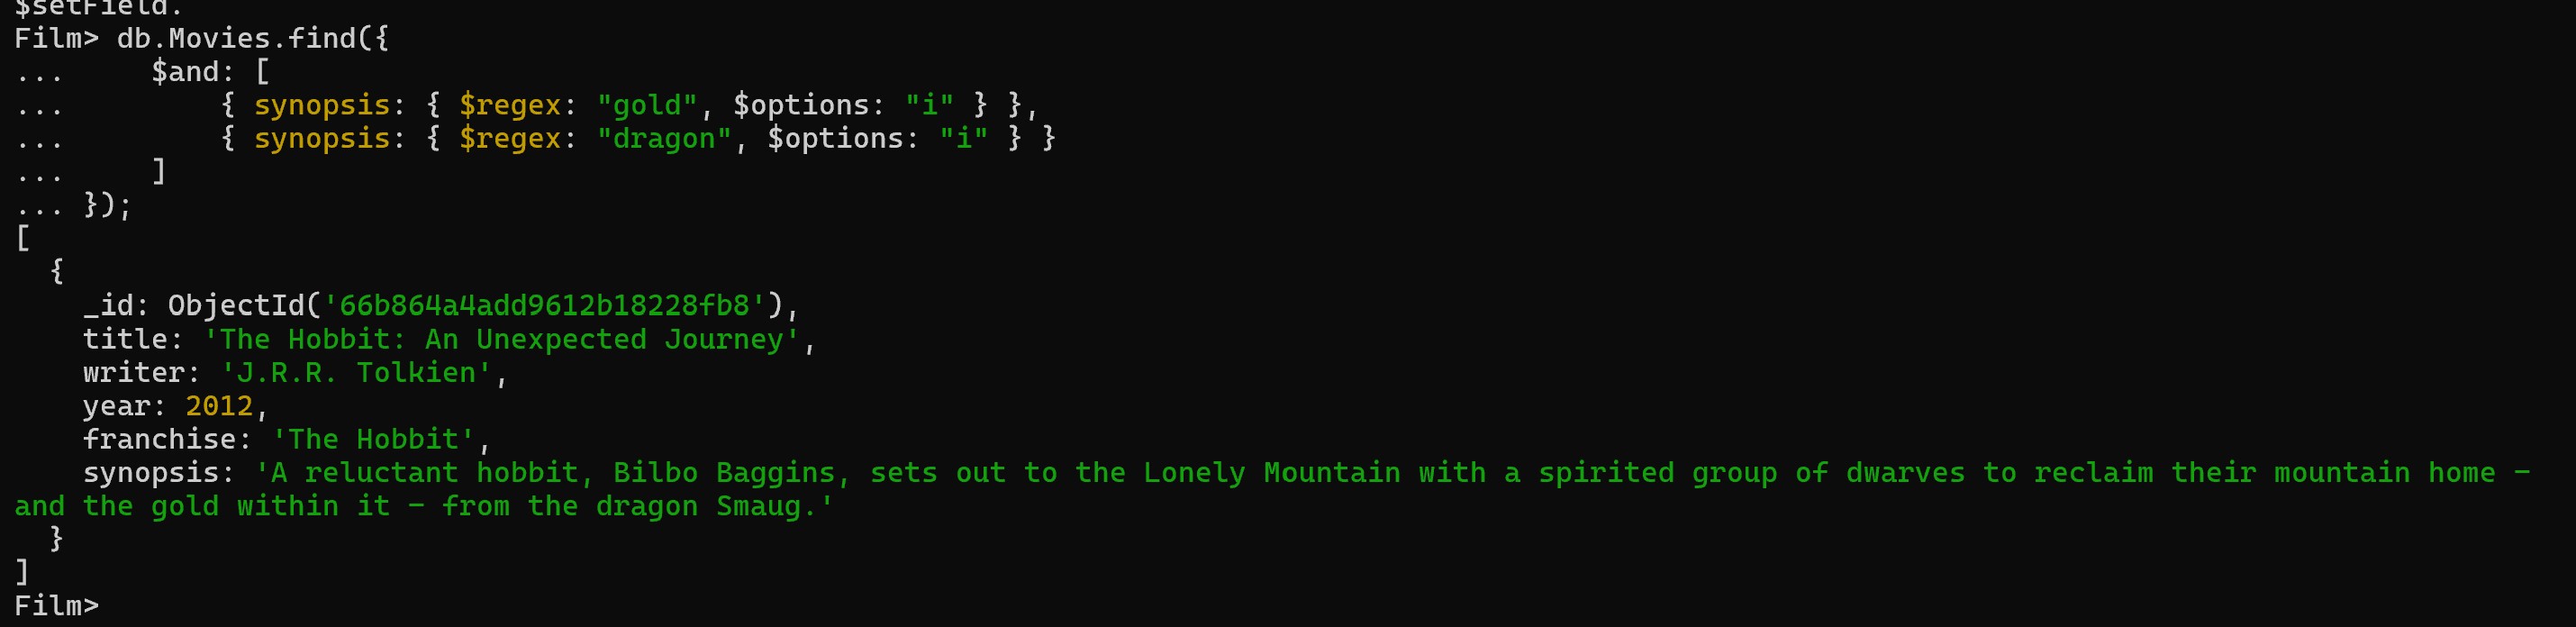 $setField.
Film> db.Movies.find({
...     $and: [
...         { synopsis: { $regex: "gold", $options: "i" } },
...         { synopsis: { $regex: "dragon", $options: "i" } }
...     ]
... });
[
  {
    _id: ObjectId('66b864a4add9612b18228fb8'),
    title: 'The Hobbit: An Unexpected Journey',
    writer: 'J.R.R. Tolkien',
    year: 2012,
    franchise: 'The Hobbit',
    synopsis: 'A reluctant hobbit, Bilbo Baggins, sets out to the Lonely Mountain with a spirited group of dwarves to reclaim their mountain home -
and the gold within it - from the dragon Smaug.'
  }
]
Film>